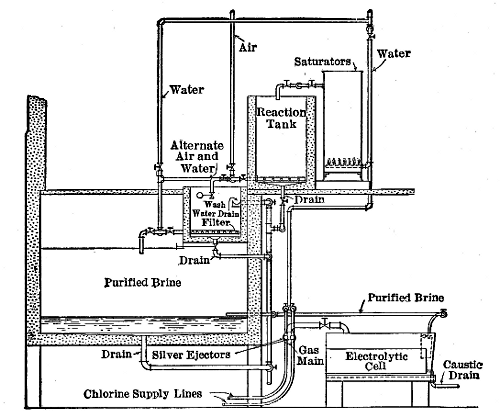 Air
Water
Saturators
Water
Reaction
Tank
Alternate
Air and
Water
Drain
Wash
Water Drain
Filter
Drain
Purified Brine
Purified Brine
Drain
Silver Ejectors
Gas
Main
Electrolytic
Cell
Caustic
Drain
Chlorine Supply Lines